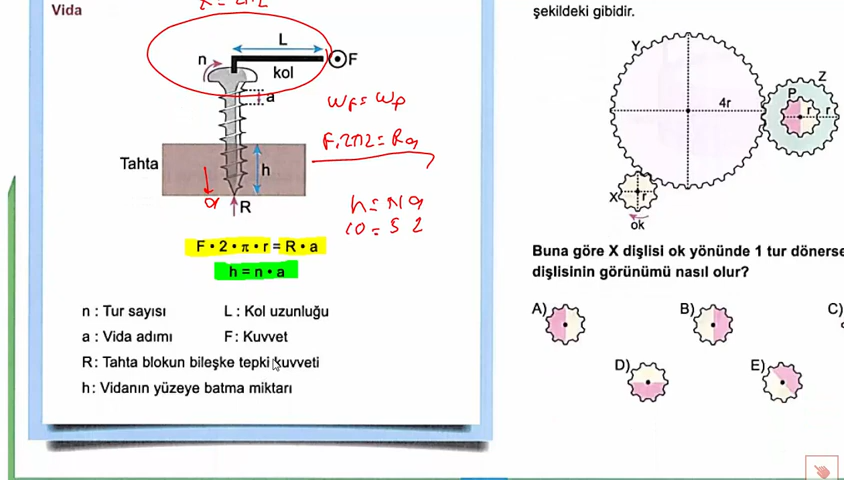 Vida
n
L
kol
F
a
W_F = W_P
F.2π2 = Ra
Tahta
h
a
R
h = Na
10 = 5 2
F • 2 • π • r = R • a
h = n • a
n : Tur sayısı
L : Kol uzunluğu
a : Vida adımı
F : Kuvvet
R: Tahta blokun bileşke tepki kuvveti
h: Vidanın yüzeye batma miktarı
şekildeki gibidir.
Y
Z
P
4r
r
r
X
r
ok
Buna göre X dişlisi ok yönünde 1 tur dönerse
dişlisinin görünümü nasıl olur?
A)
B)
C)
D)
E)